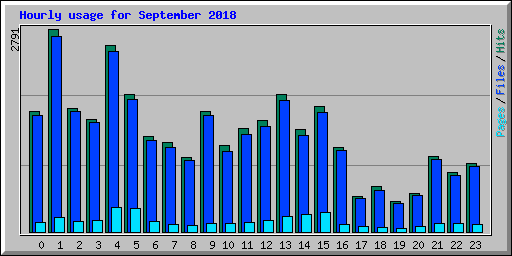 Hourly usage for September 2018
2791
Pages/Files/Hits
0 1 2 3 4 5 6 7 8 9 10 11 12 13 14 15 16 17 18 19 20 21 22 23